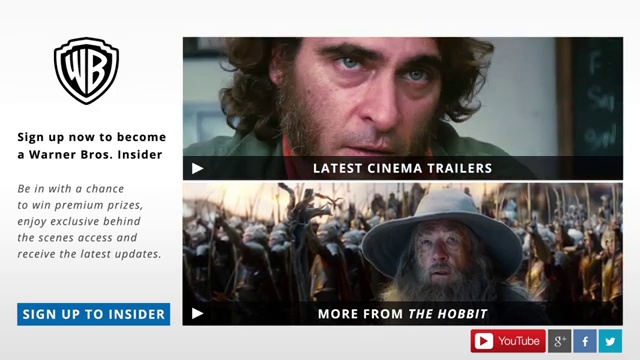 WB
Sign up now to become
a Warner Bros. Insider
Be in with a chance
to win premium prizes,
enjoy exclusive behind
the scenes access and
receive the latest updates.
SIGN UP TO INSIDER
LATEST CINEMA TRAILERS
MORE FROM THE HOBBIT
YouTube
g+
f